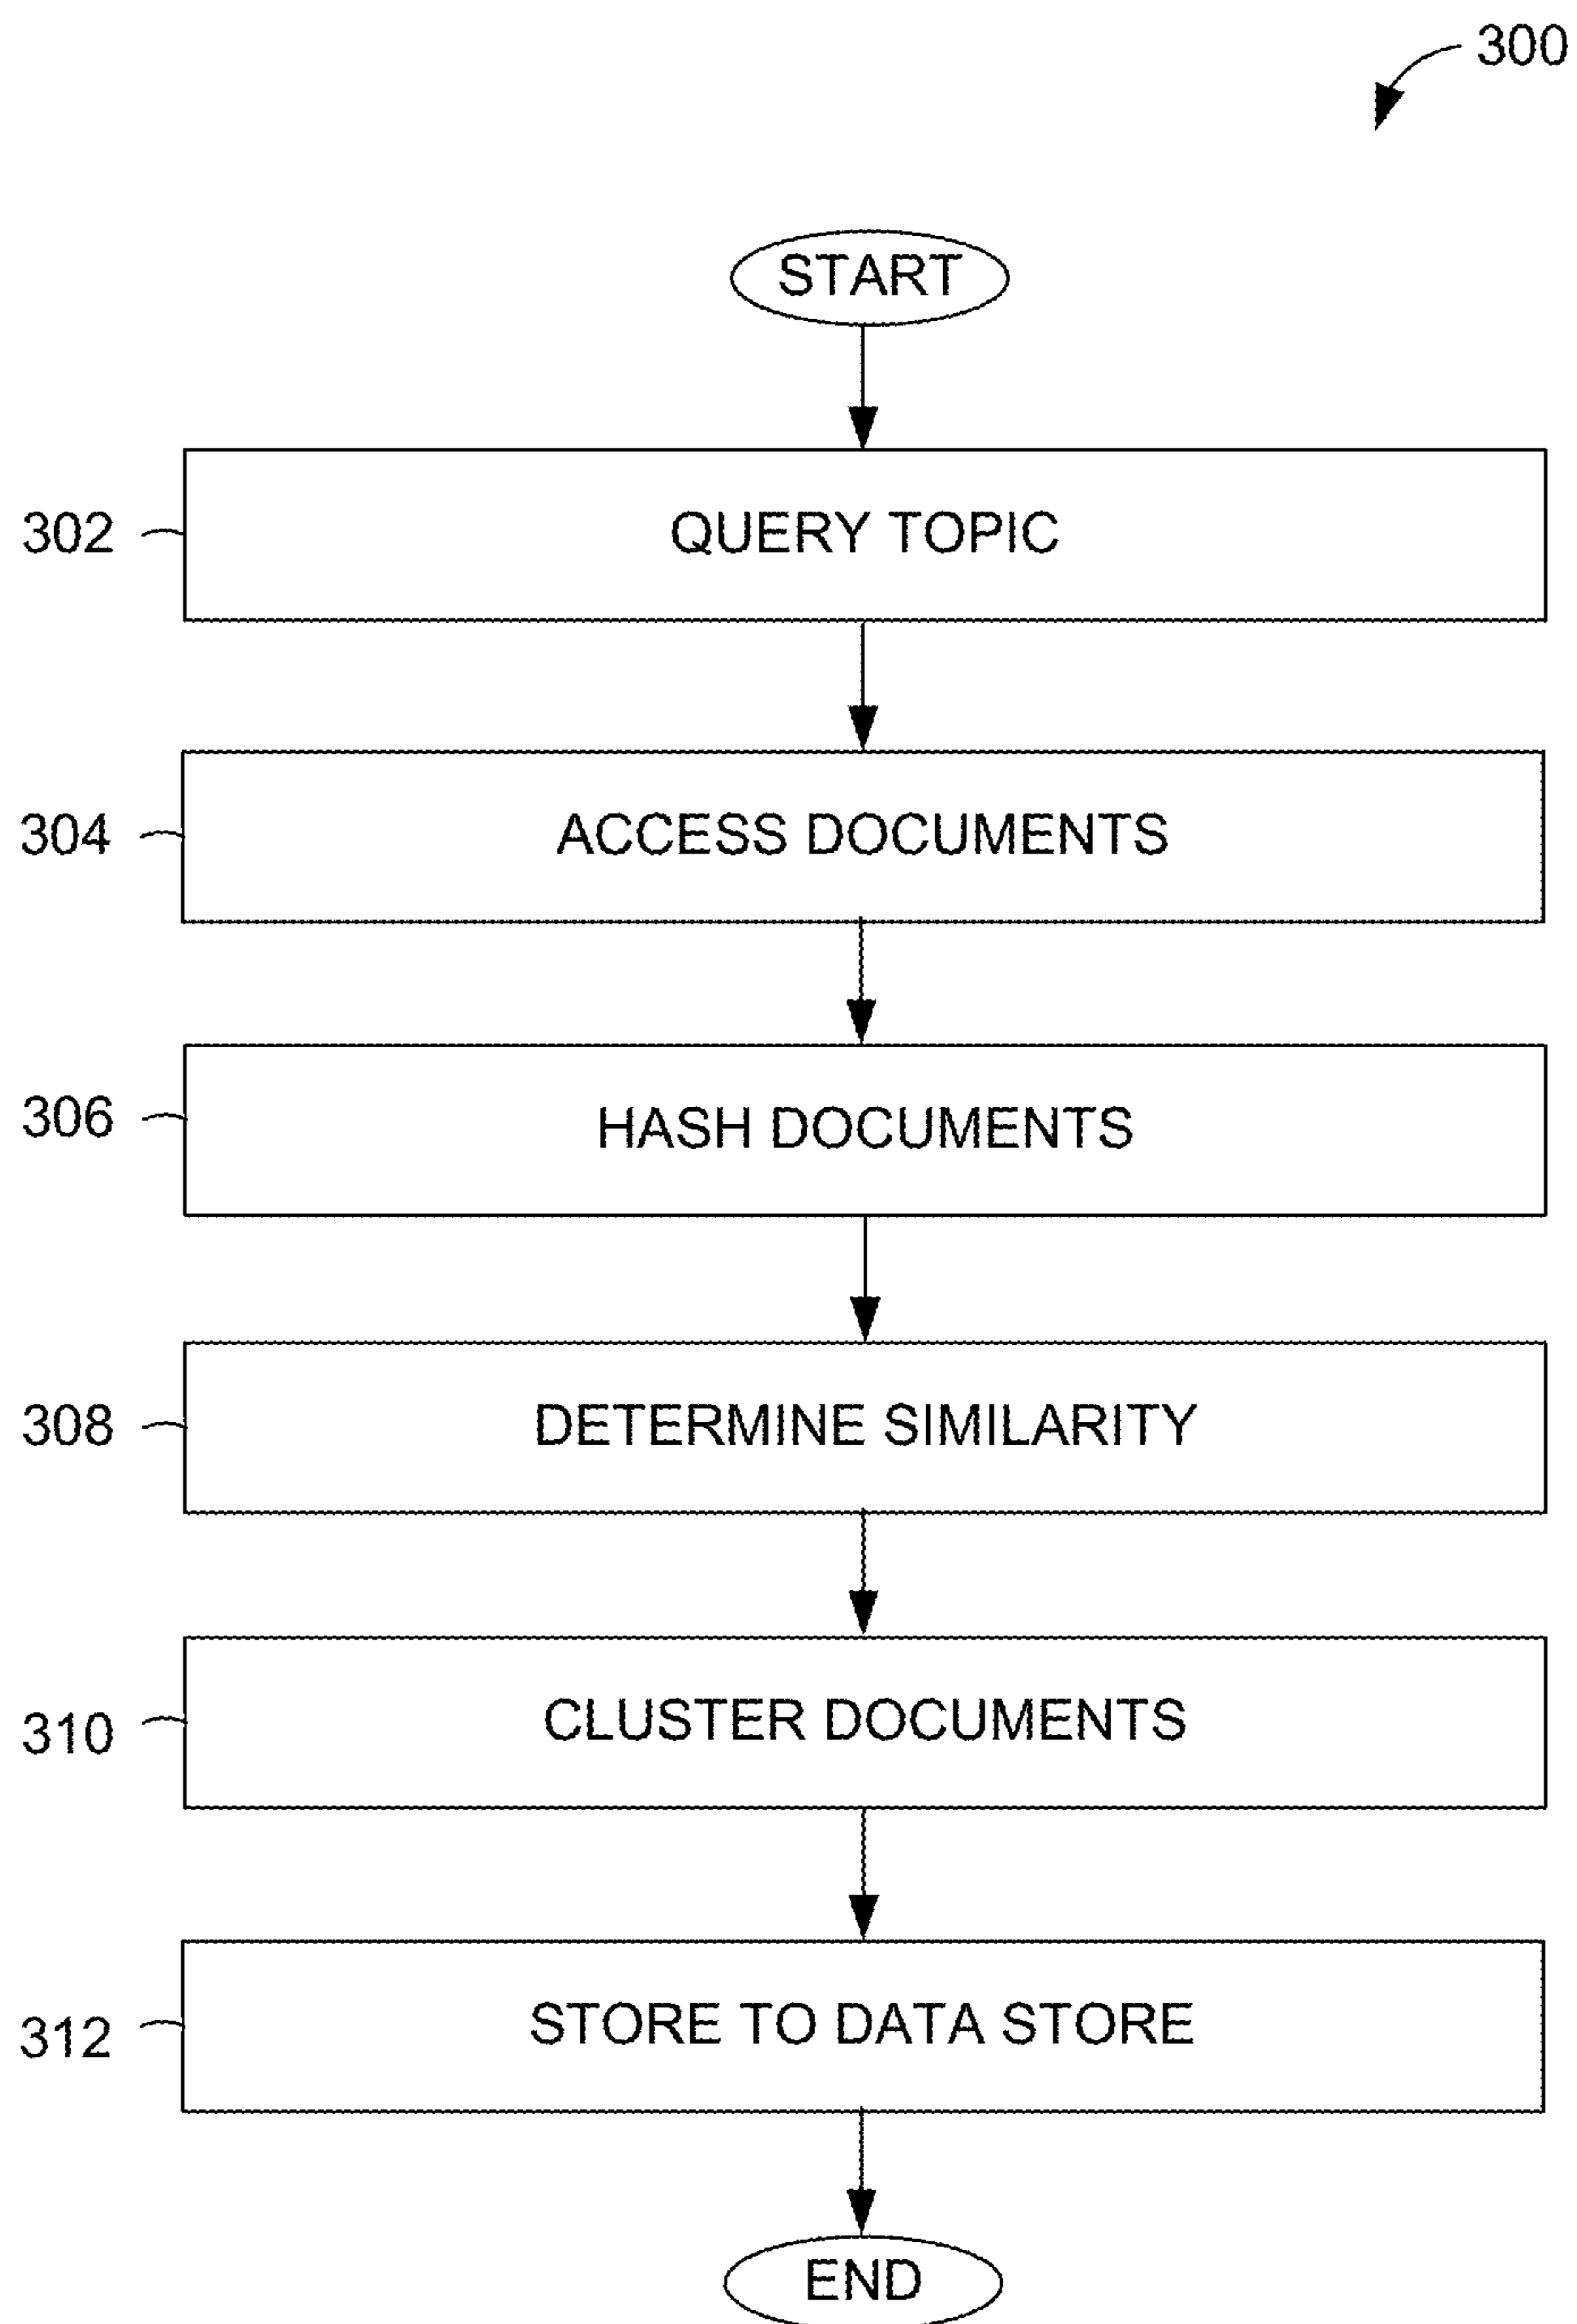 300
START
302 QUERY TOPIC
304 ACCESS DOCUMENTS
306 HASH DOCUMENTS
308 DETERMINE SIMILARITY
310 CLUSTER DOCUMENTS
312 STORE TO DATA STORE
END